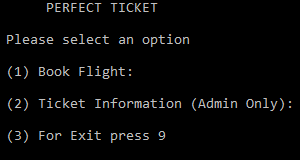 PERFECT TICKET
Please select an option
(1) Book Flight:
(2) Ticket Information (Admin Only):
(3) For Exit press 9